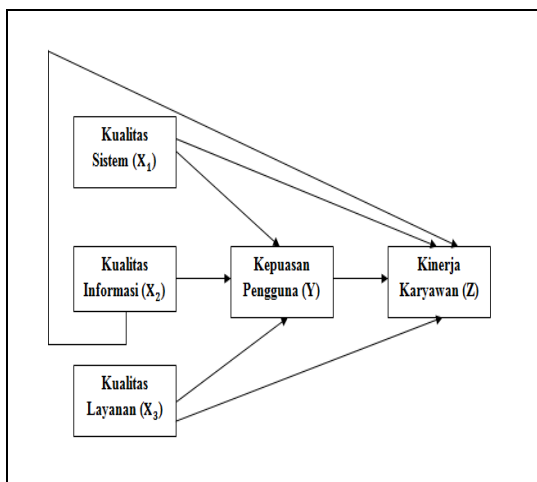 Kualitas
Sistem (X₁)
Kualitas
Informasi (X₂)
Kepuasan
Pengguna (Y)
Kinerja
Karyawan (Z)
Kualitas
Layanan (X₃)